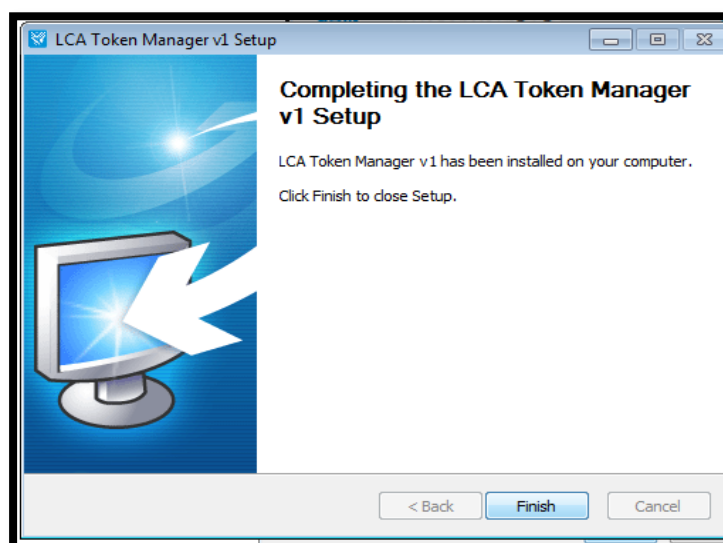 LCA Token Manager v1 Setup
Completing the LCA Token Manager
v1 Setup
LCA Token Manager v1 has been installed on your computer.
Click Finish to close Setup.
< Back
Finish
Cancel